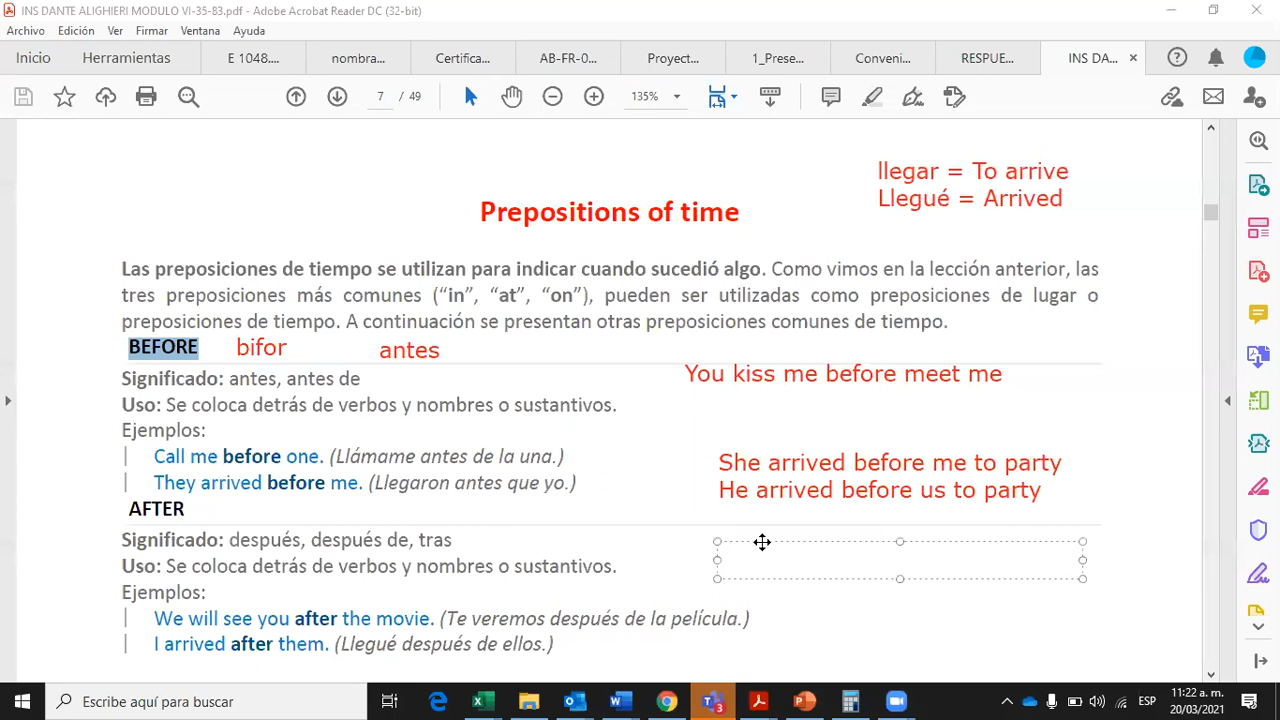 INS DANTE ALIGHIERI MODULO VI-35-83.pdf - Adobe Acrobat Reader DC (32-bit)
Archivo Edición Ver Firmar Ventana Ayuda
Inicio Herramientas E 1048.... nombra... Certifica... AB-FR-0... Proyect... 1_Prese... Conveni... RESPUE... INS DA... ×
7 / 49 135%
llegar = To arrive
Llegué = Arrived
Prepositions of time
Las preposiciones de tiempo se utilizan para indicar cuando sucedió algo. Como vimos en la lección anterior, las
tres preposiciones más comunes (“in”, “at”, “on”), pueden ser utilizadas como preposiciones de lugar o
preposiciones de tiempo. A continuación se presentan otras preposiciones comunes de tiempo.
BEFORE bifor antes
You kiss me before meet me
Significado: antes, antes de
Uso: Se coloca detrás de verbos y nombres o sustantivos.
Ejemplos:
Call me before one. (Llámame antes de la una.)
She arrived before me to party
They arrived before me. (Llegaron antes que yo.)
He arrived before us to party
AFTER
Significado: después, después de, tras
Uso: Se coloca detrás de verbos y nombres o sustantivos.
Ejemplos:
We will see you after the movie. (Te veremos después de la película.)
I arrived after them. (Llegué después de ellos.)
Escribe aquí para buscar
3
ESP
11:22 a. m.
20/03/2021